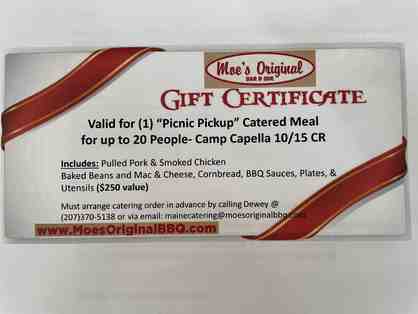 Moe's Original
BAR B QUE
GIFT CERTIFICATE
Valid for (1) “Picnic Pickup” Catered Meal
for up to 20 People- Camp Capella 10/15 CR
Includes: Pulled Pork & Smoked Chicken
Baked Beans and Mac & Cheese, Cornbread, BBQ Sauces, Plates, &
Utensils ($250 value)
Must arrange catering order in advance by calling Dewey @
(207)370-5138 or via email: mainecatering@moesoriginalbbq.com
www.MoesOriginalBBQ.com